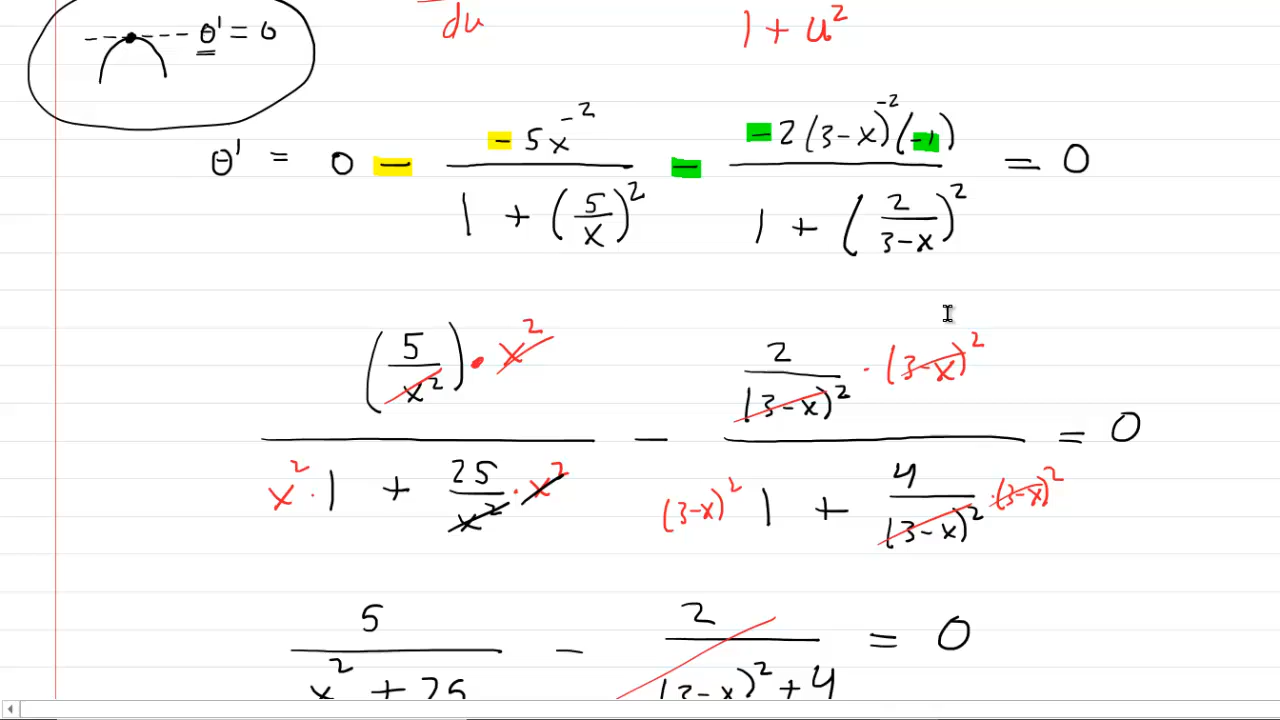 θ' = 0
du
1 + u²
θ' = 0 - (-5x⁻²)/(1 + (5/x)²) - (-2(3-x)⁻²(-1))/(1 + (2/(3-x))²) = 0
((5/x²) · x²)/(x² · 1 + 25/x² · x²) - (2/(3-x)² · (3-x)²)/((3-x)² 1 + 4/(3-x)² · (3-x)²) = 0
5/(x² + 25) - 2/((3-x)² + 4) = 0